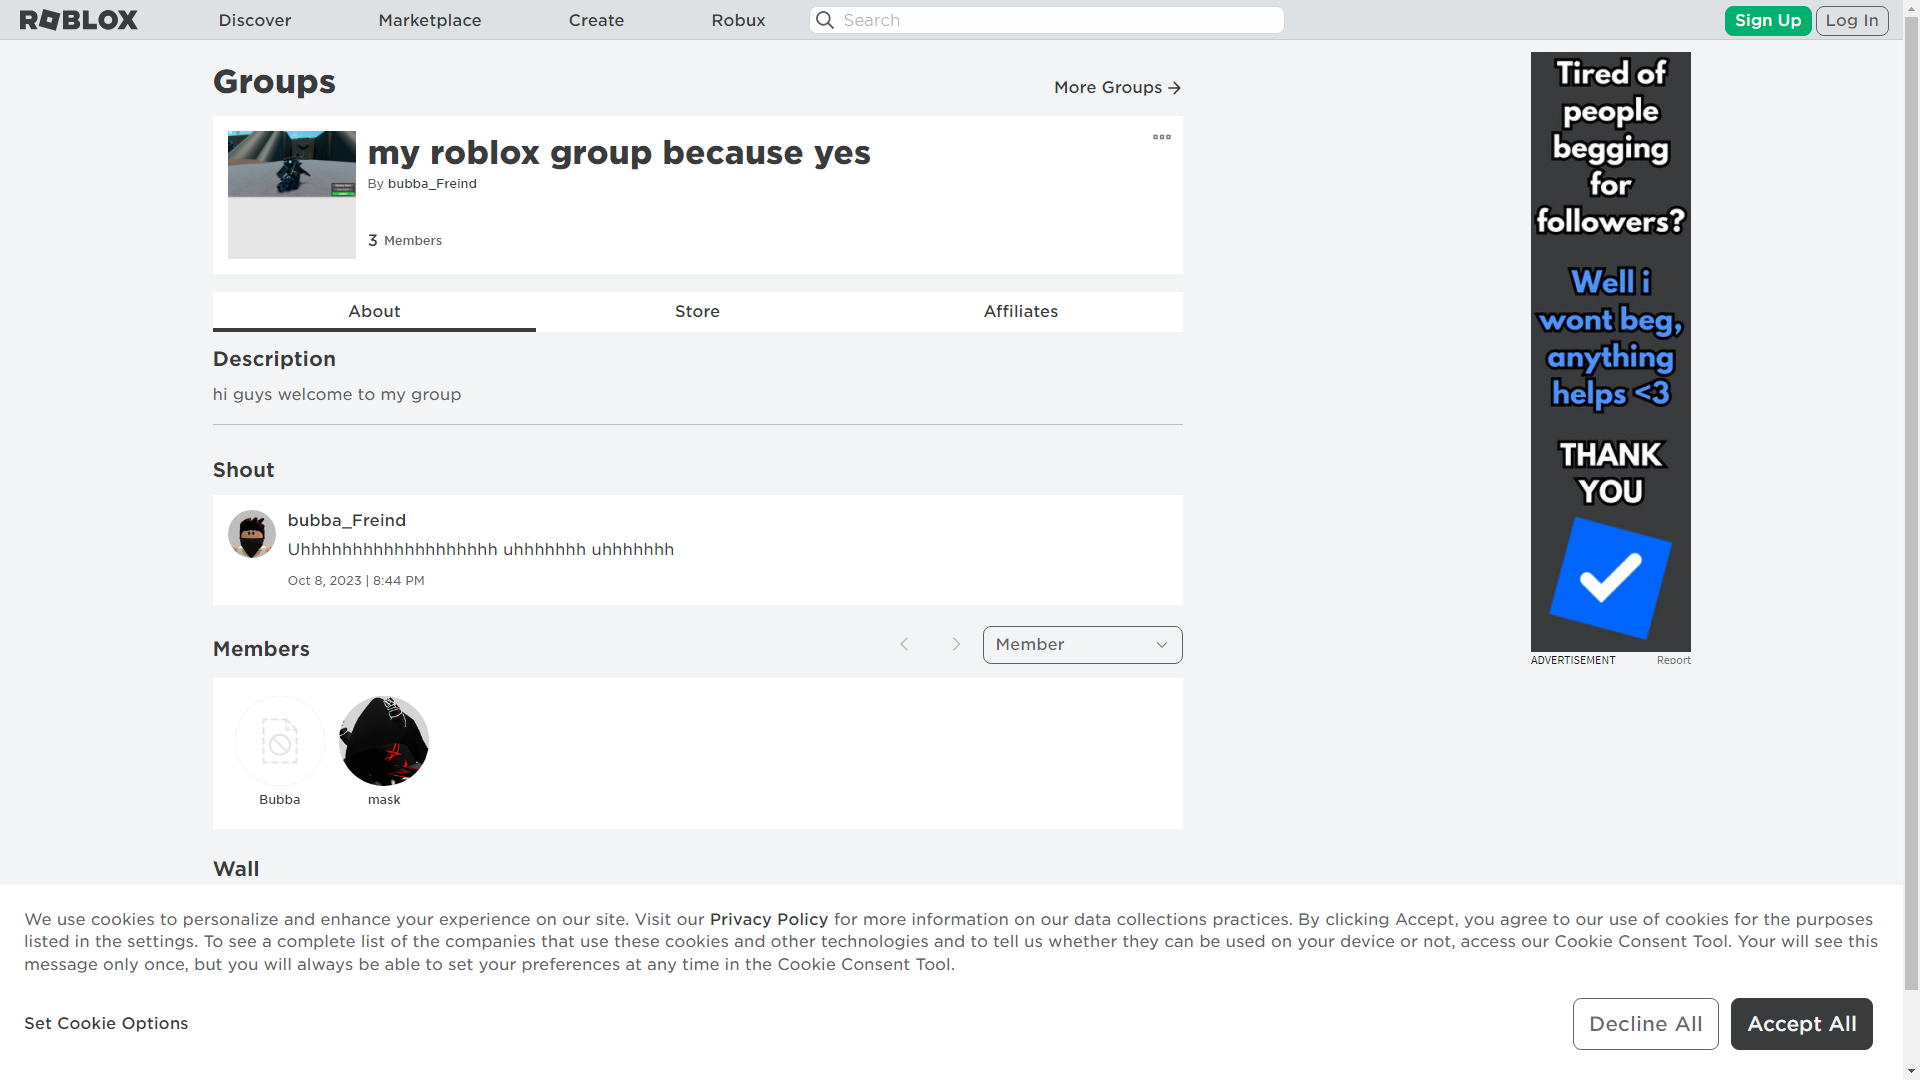 ROBLOX
Discover
Marketplace
Create
Robux
Search
Sign Up
Log In
Groups
More Groups
my roblox group because yes
By bubba_Freind
3 Members
About
Store
Affiliates
Description
hi guys welcome to my group
Shout
bubba_Freind
Uhhhhhhhhhhhhhhhhhhh uhhhhhhh uhhhhhhh
Oct 8, 2023 | 8:44 PM
Members
Member
Bubba
mask
Wall
Tired of
people
begging
for
followers?
Well i
wont beg,
anything
helps <3
THANK
YOU
ADVERTISEMENT
Report
We use cookies to personalize and enhance your experience on our site. Visit our Privacy Policy for more information on our data collections practices. By clicking Accept, you agree to our use of cookies for the purposes
listed in the settings. To see a complete list of the companies that use these cookies and other technologies and to tell us whether they can be used on your device or not, access our Cookie Consent Tool. Your will see this
message only once, but you will always be able to set your preferences at any time in the Cookie Consent Tool.
Set Cookie Options
Decline All
Accept All